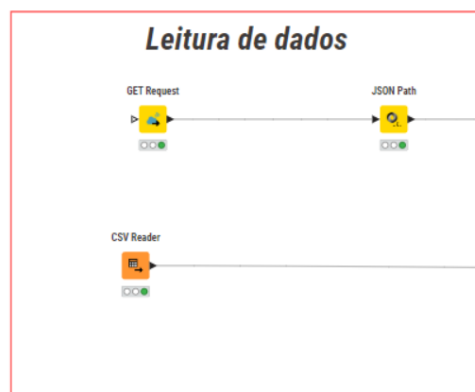 Leitura de dados
GET Request
JSON Path
CSV Reader